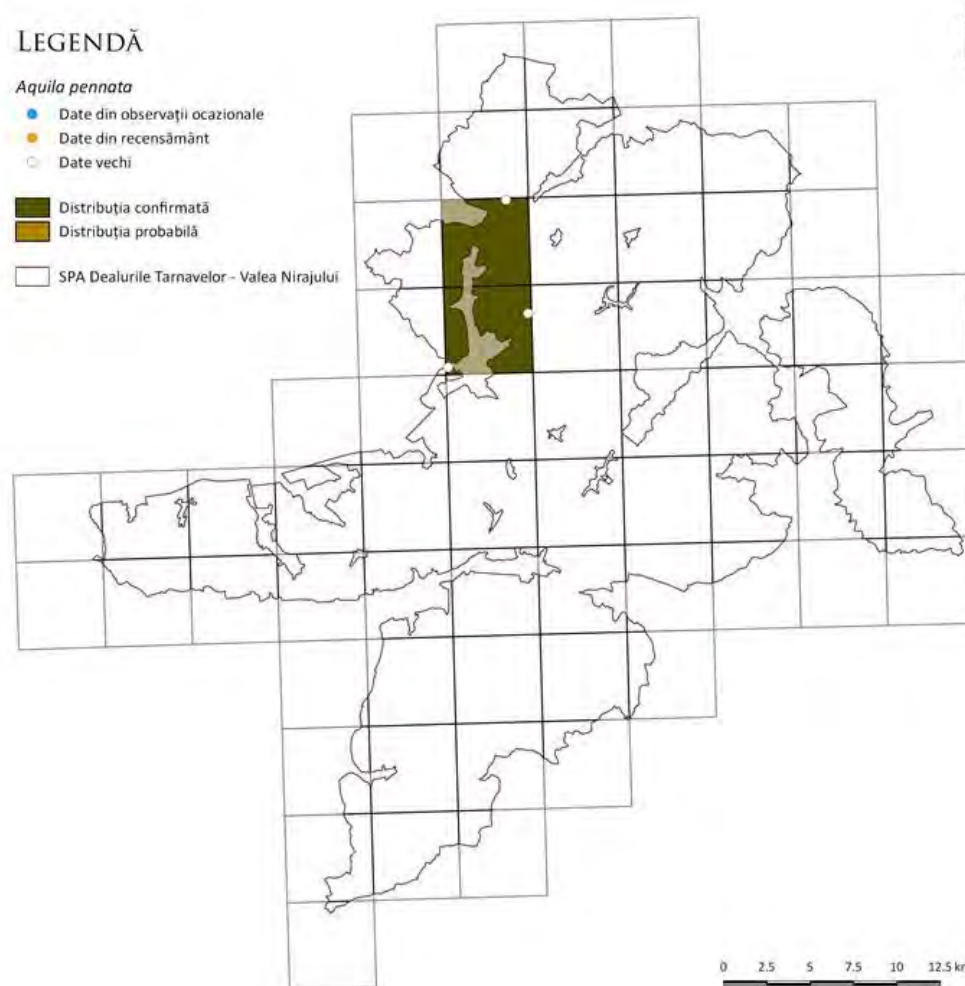 LEGENDĂ
Aquila pennata
Date din observații ocazionale
Date din recensământ
Date vechi
Distribuția confirmată
Distribuția probabilă
SPA Dealurile Tarnavelor - Valea Nirajului
0 2.5 5 7.5 10 12.5 km